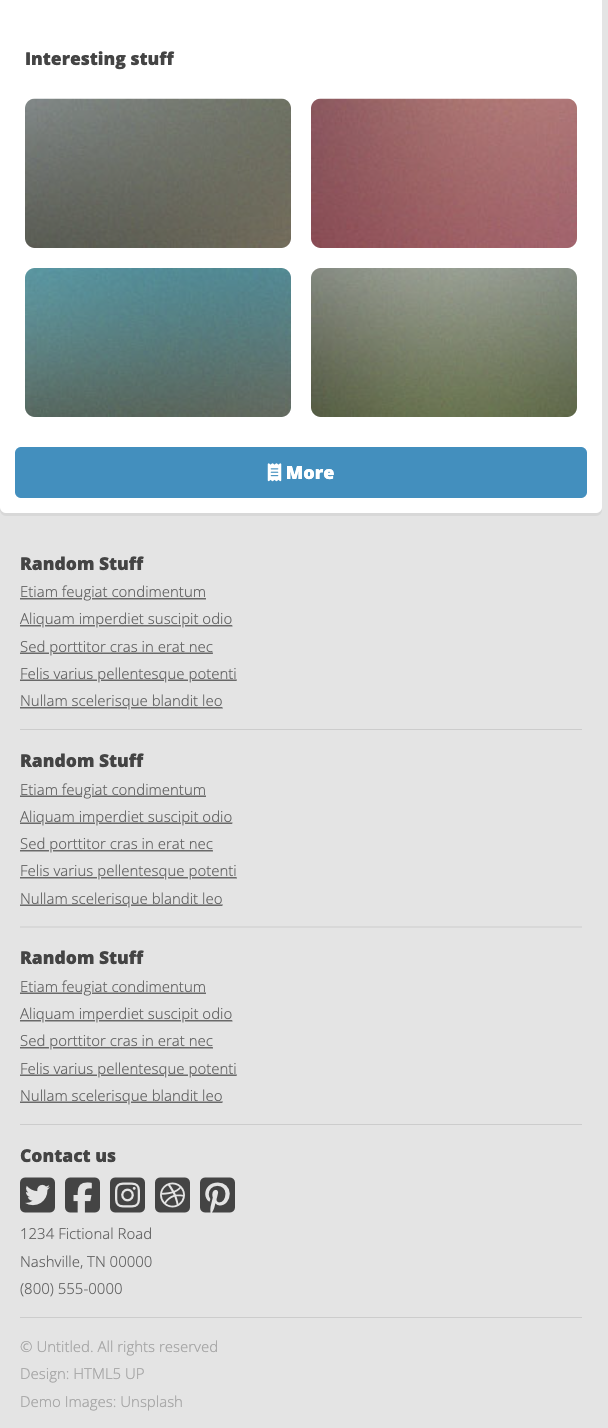 Interesting stuff
More
Random Stuff
Etiam feugiat condimentum
Aliquam imperdiet suscipit odio
Sed porttitor cras in erat nec
Felis varius pellentesque potenti
Nullam scelerisque blandit leo
Random Stuff
Etiam feugiat condimentum
Aliquam imperdiet suscipit odio
Sed porttitor cras in erat nec
Felis varius pellentesque potenti
Nullam scelerisque blandit leo
Random Stuff
Etiam feugiat condimentum
Aliquam imperdiet suscipit odio
Sed porttitor cras in erat nec
Felis varius pellentesque potenti
Nullam scelerisque blandit leo
Contact us
1234 Fictional Road
Nashville, TN 00000
(800) 555-0000
© Untitled. All rights reserved
Design: HTML5 UP
Demo Images: Unsplash